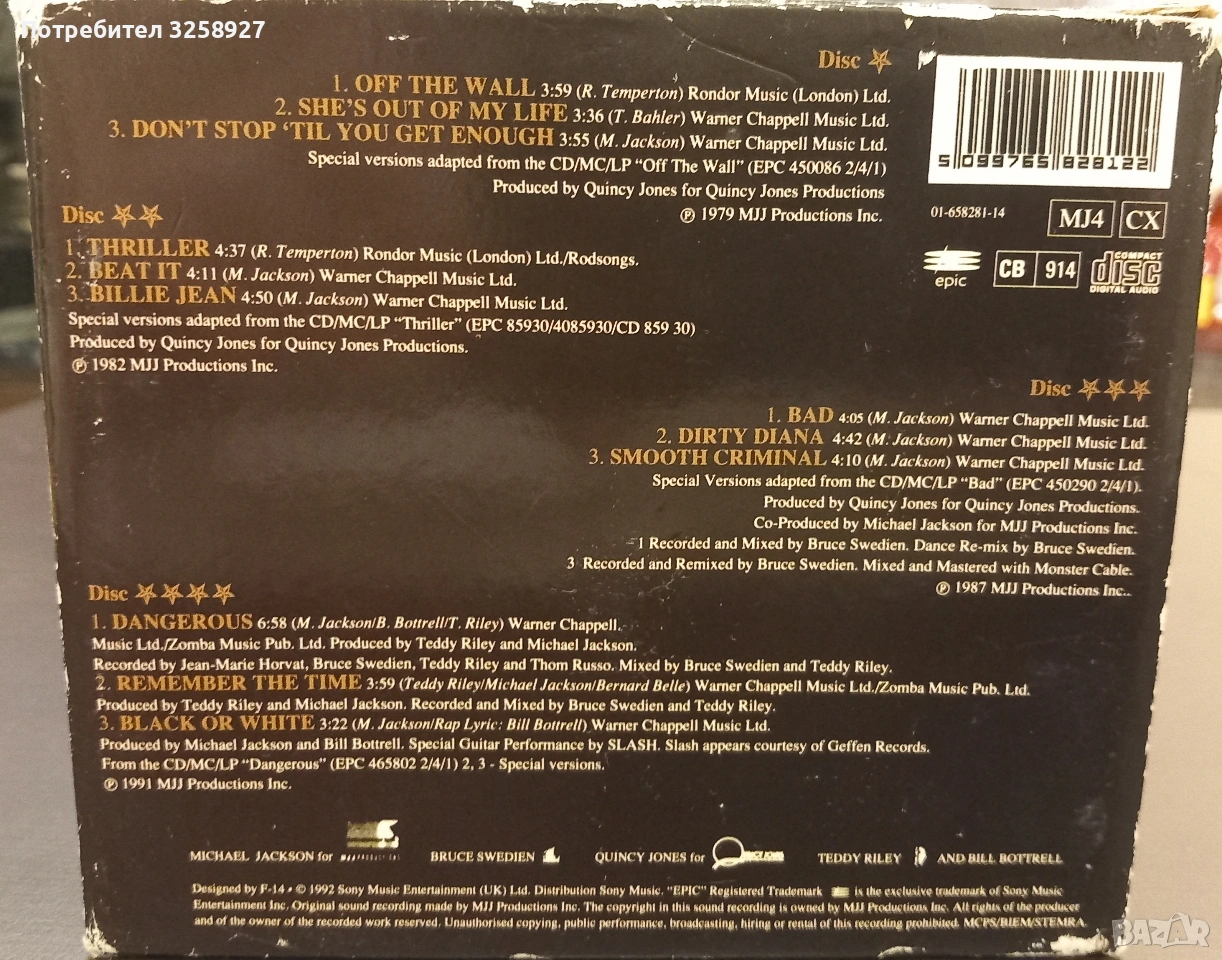 Потребител 3258927
Disc
1. OFF THE WALL 3:59 (R. Temperton) Rondor Music (London) Ltd.
2. SHE'S OUT OF MY LIFE 3:36 (T. Bahler) Warner Chappell Music Ltd.
3. DON'T STOP ‘TIL YOU GET ENOUGH 3:55 (M. Jackson) Warner Chappell Music Ltd.
Special versions adapted from the CD/MC/LP “Off The Wall” (EPC 450086 2/4/1)
Produced by Quincy Jones for Quincy Jones Productions
℗ 1979 MJJ Productions Inc.
5 099765 828122
01-658281-14
MJ4 CX
epic
CB 914
COMPACT
disc
DIGITAL AUDIO
Disc
1. THRILLER 4:37 (R. Temperton) Rondor Music (London) Ltd./Rodsongs.
2. BEAT IT 4:11 (M. Jackson) Warner Chappell Music Ltd.
3. BILLIE JEAN 4:50 (M. Jackson) Warner Chappell Music Ltd.
Special versions adapted from the CD/MC/LP “Thriller” (EPC 85930/4085930/CD 859 30)
Produced by Quincy Jones for Quincy Jones Productions.
℗ 1982 MJJ Productions Inc.
Disc
1. BAD 4:05 (M. Jackson) Warner Chappell Music Ltd.
2. DIRTY DIANA 4:42 (M. Jackson) Warner Chappell Music Ltd.
3. SMOOTH CRIMINAL 4:10 (M. Jackson) Warner Chappell Music Ltd.
Special Versions adapted from the CD/MC/LP “Bad” (EPC 450290 2/4/1).
Produced by Quincy Jones for Quincy Jones Productions.
Co-Produced by Michael Jackson for MJJ Productions Inc.
1 Recorded and Mixed by Bruce Swedien. Dance Re-mix by Bruce Swedien.
3 Recorded and Remixed by Bruce Swedien. Mixed and Mastered with Monster Cable.
℗ 1987 MJJ Productions Inc..
Disc
1. DANGEROUS 6:58 (M. Jackson/B. Bottrell/T. Riley) Warner Chappell.
Music Ltd./Zomba Music Pub. Ltd. Produced by Teddy Riley and Michael Jackson.
Recorded by Jean-Marie Horvat, Bruce Swedien, Teddy Riley and Thom Russo. Mixed by Bruce Swedien and Teddy Riley.
2. REMEMBER THE TIME 3:59 (Teddy Riley/Michael Jackson/Bernard Belle) Warner Chappell Music Ltd./Zomba Music Pub. Ltd.
Produced by Teddy Riley and Michael Jackson. Recorded and Mixed by Bruce Swedien and Teddy Riley.
3. BLACK OR WHITE 3:22 (M. Jackson/Rap Lyric: Bill Bottrell) Warner Chappell Music Ltd.
Produced by Michael Jackson and Bill Bottrell. Special Guitar Performance by SLASH. Slash appears courtesy of Geffen Records.
From the CD/MC/LP “Dangerous” (EPC 465802 2/4/1) 2, 3 - Special versions.
℗ 1991 MJJ Productions Inc.
MICHAEL JACKSON for BRUCE SWEDIEN QUINCY JONES for TEDDY RILEY AND BILL BOTTRELL
Designed by F-14 • © 1992 Sony Music Entertainment (UK) Ltd. Distribution Sony Music. "EPIC" Registered Trademark is the exclusive trademark of Sony Music
Entertainment Inc. Original sound recording made by MJJ Productions Inc. The copyright in this sound recording is owned by MJJ Productions Inc. All rights of the producer
and of the owner of the recorded work reserved. Unauthorised copying, public performance, broadcasting, hiring or rental of this recording prohibited. MCPS/BIEM/STEMRA
BAZAR